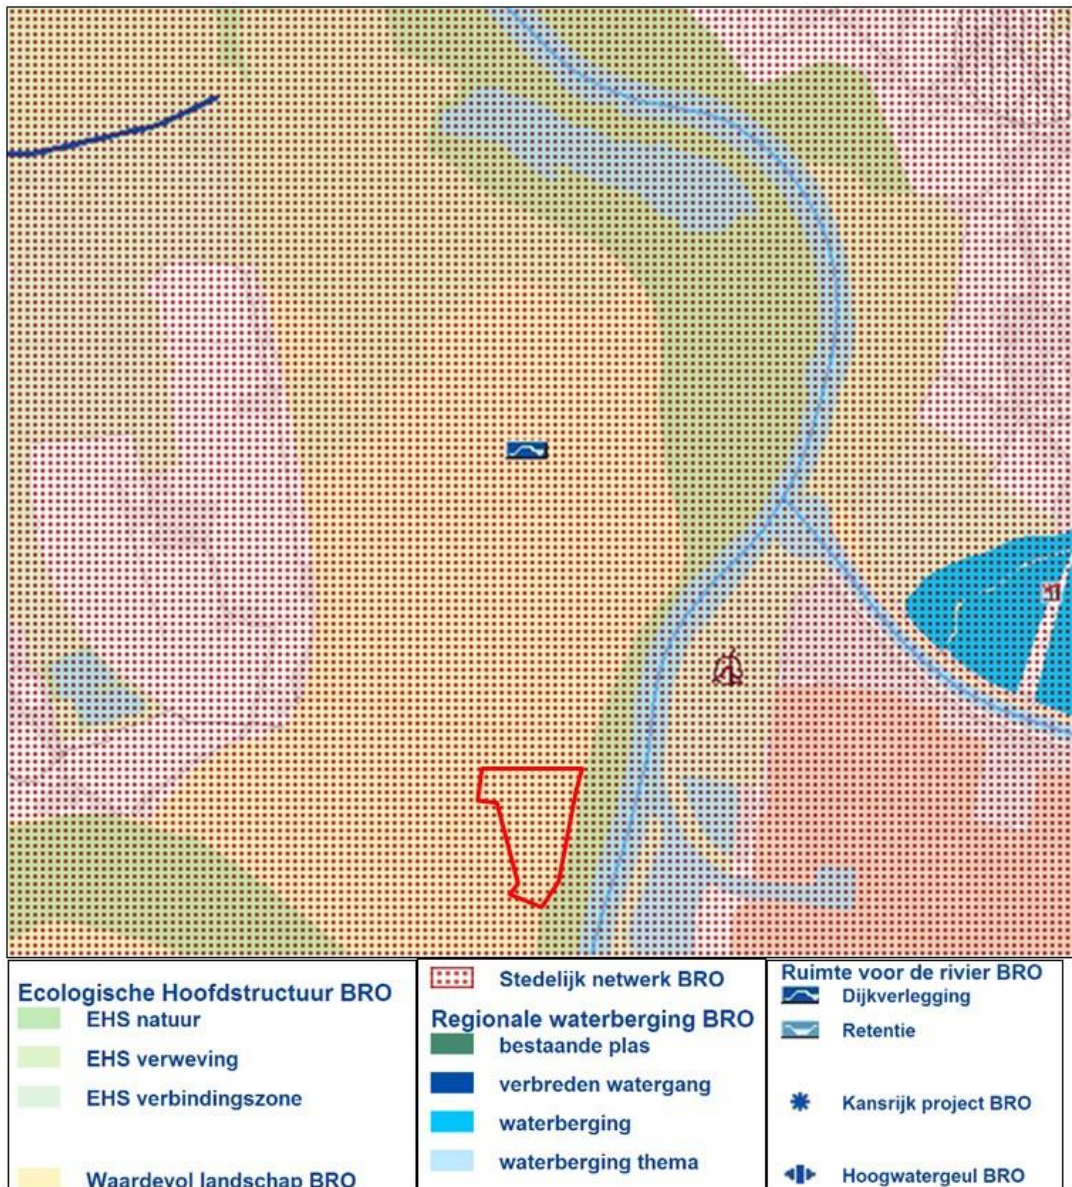 Ecologische Hoofdstructuur BRO
EHS natuur
EHS verweving
EHS verbindingszone
Waardevol landschap BRO
Stedelijk netwerk BRO
Regionale waterberging BRO
bestaande plas
verbreden watergang
waterberging
waterberging thema
Ruimte voor de rivier BRO
Dijkverlegging
Retentie
Kansrijk project BRO
Hoogwatergeul BRO